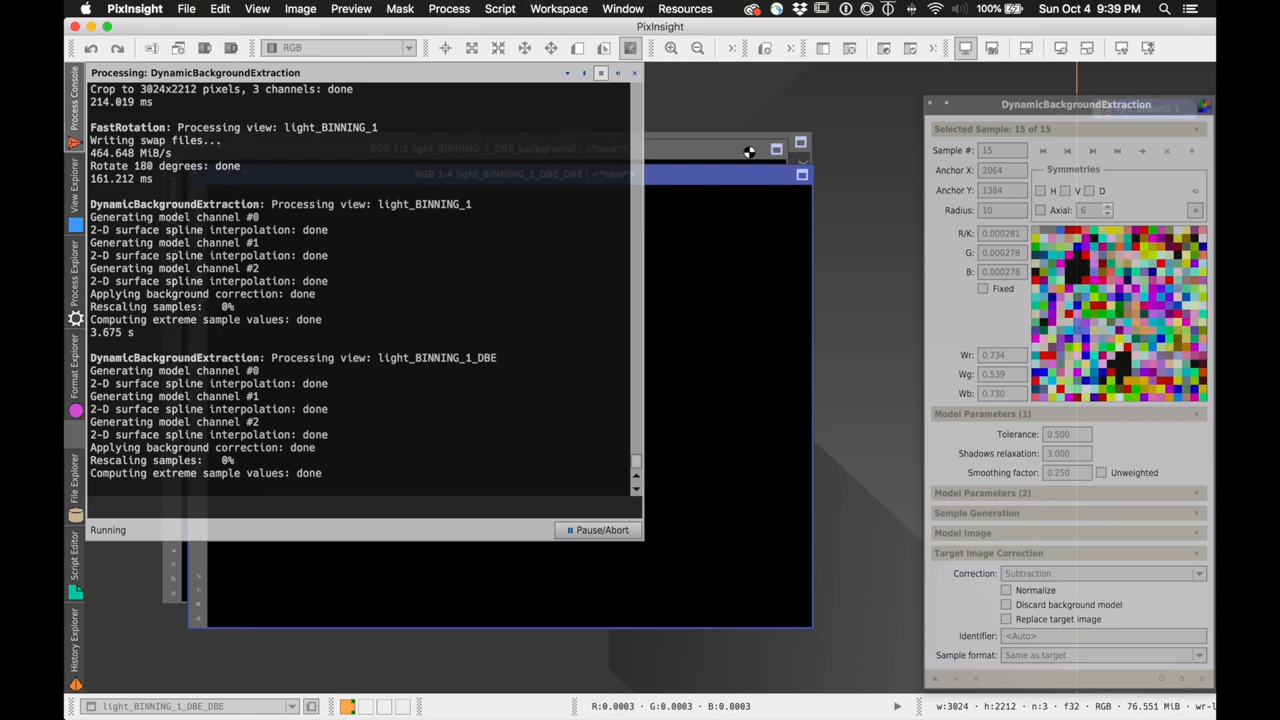 PixInsight File Edit View Image Preview Mask Process Script Workspace Window Resources 100% Sun Oct 4 9:39 PM
PixInsight
RGB
Process Console
View Explorer
Process Explorer
Format Explorer
File Explorer
Script Editor
History Explorer
Processing: DynamicBackgroundExtraction
Crop to 3024x2212 pixels, 3 channels: done
214.019 ms
FastRotation: Processing view: light_BINNING_1
Writing swap files...
464.648 MiB/s
Rotate 180 degrees: done
161.212 ms
DynamicBackgroundExtraction: Processing view: light_BINNING_1
Generating model channel #0
2-D surface spline interpolation: done
Generating model channel #1
2-D surface spline interpolation: done
Generating model channel #2
2-D surface spline interpolation: done
Applying background correction: done
Rescaling samples: 0%
Computing extreme sample values: done
3.675 s
DynamicBackgroundExtraction: Processing view: light_BINNING_1_DBE
Generating model channel #0
2-D surface spline interpolation: done
Generating model channel #1
2-D surface spline interpolation: done
Generating model channel #2
2-D surface spline interpolation: done
Applying background correction: done
Rescaling samples: 0%
Computing extreme sample values: done
Running Pause/Abort
RGB 1:2 light_BINNING_1_DBE_background | <*new*>
RGB 1:4 light_BINNING_1_DBE_DBE | <*new*>
DynamicBackgroundExtraction
Selected Sample: 15 of 15
Sample #: 15
Anchor X: 2064
Anchor Y: 1384
Radius: 10
Symmetries
H V D
Axial: 6
R/K: 0.000281
G: 0.000278
B: 0.000278
Fixed
Wr: 0.734
Wg: 0.539
Wb: 0.730
Model Parameters (1)
Tolerance: 0.500
Shadows relaxation: 3.000
Smoothing factor: 0.250 Unweighted
Model Parameters (2)
Sample Generation
Model Image
Target Image Correction
Correction: Subtraction
Normalize
Discard background model
Replace target image
Identifier: <Auto>
Sample format: Same as target
light_BINNING_1_DBE_DBE R:0.0003 · G:0.0003 · B:0.0003 w:3024 · h:2212 · n:3 · f32 · RGB · 76.551 MiB · wr-l